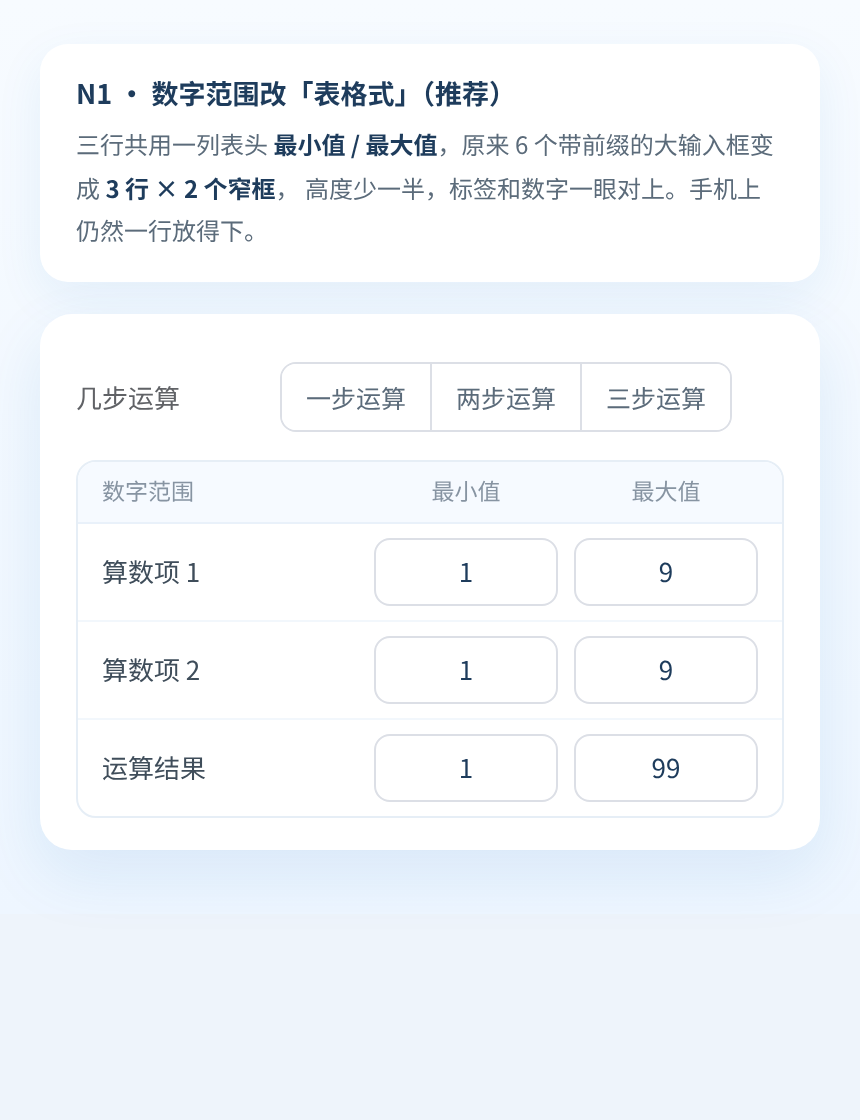 N1 · 数字范围改「表格式」（推荐）
三行共用一列表头 最小值 / 最大值，原来 6 个带前缀的大输入框变
成 3 行 × 2 个窄框， 高度少一半，标签和数字一眼对上。手机上
仍然一行放得下。
几步运算 一步运算 两步运算 三步运算
数字范围 最小值 最大值
算数项 1 1 9
算数项 2 1 9
运算结果 1 99